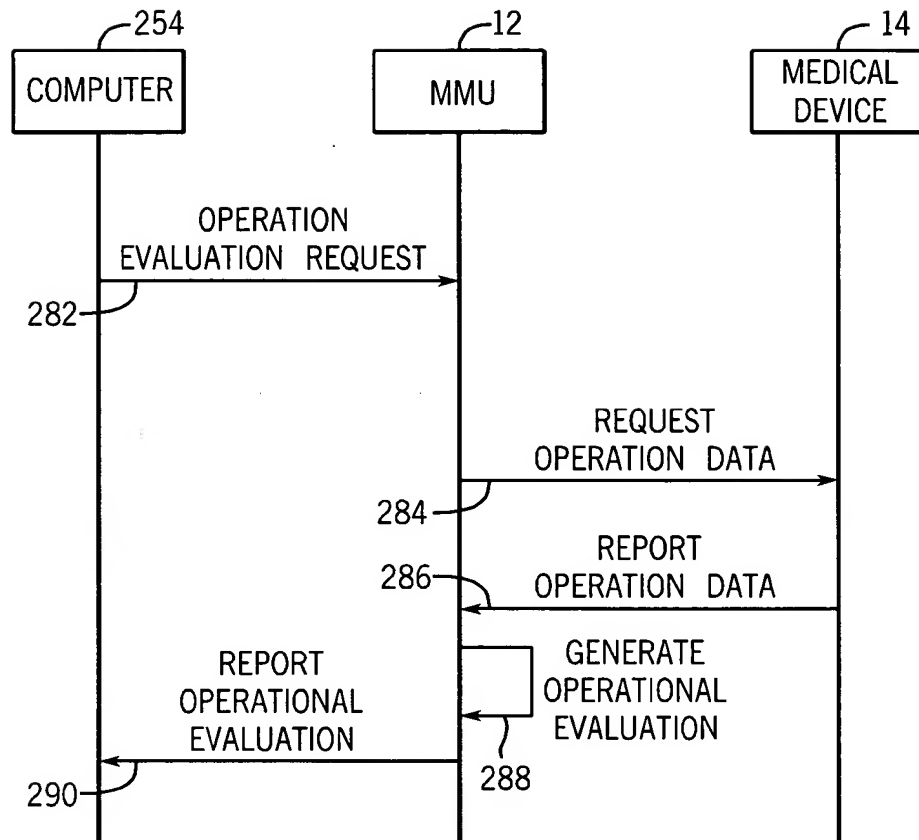 254
12
14
COMPUTER
MMU
MEDICAL
DEVICE
OPERATION
EVALUATION REQUEST
282
REQUEST
OPERATION DATA
284
REPORT
OPERATION DATA
286
GENERATE
OPERATIONAL
EVALUATION
288
REPORT
OPERATIONAL
EVALUATION
290